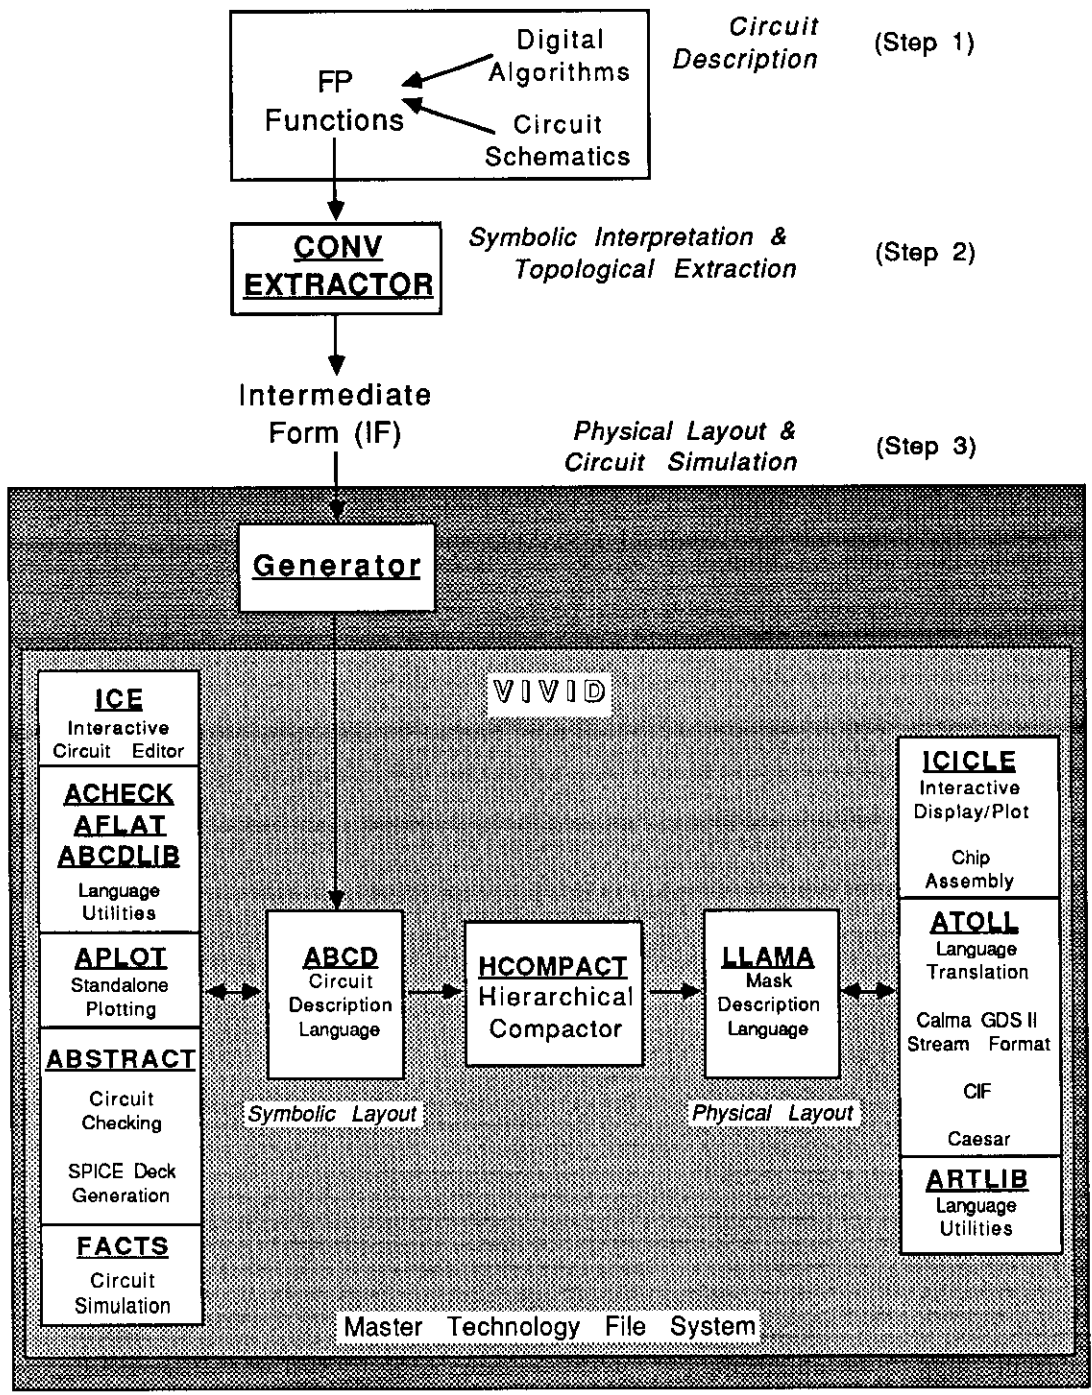 Digital
Algorithms
FP
Functions
Circuit
Schematics
Circuit
Description
(Step 1)
CONV
EXTRACTOR
Symbolic Interpretation &
Topological Extraction
(Step 2)
Intermediate
Form (IF)
Physical Layout &
Circuit Simulation
(Step 3)
Generator
VIVID
ICE
Interactive
Circuit Editor
ACHECK
AFLAT
ABCDLIB
Language
Utilities
APLOT
Standalone
Plotting
ABSTRACT
Circuit
Checking
SPICE Deck
Generation
FACTS
Circuit
Simulation
ABCD
Circuit
Description
Language
Symbolic Layout
HCOMPACT
Hierarchical
Compactor
LLAMA
Mask
Description
Language
Physical Layout
ICICLE
Interactive
Display/Plot
Chip
Assembly
ATOLL
Language
Translation
Calma GDS II
Stream Format
CIF
Caesar
ARTLIB
Language
Utilities
Master Technology File System